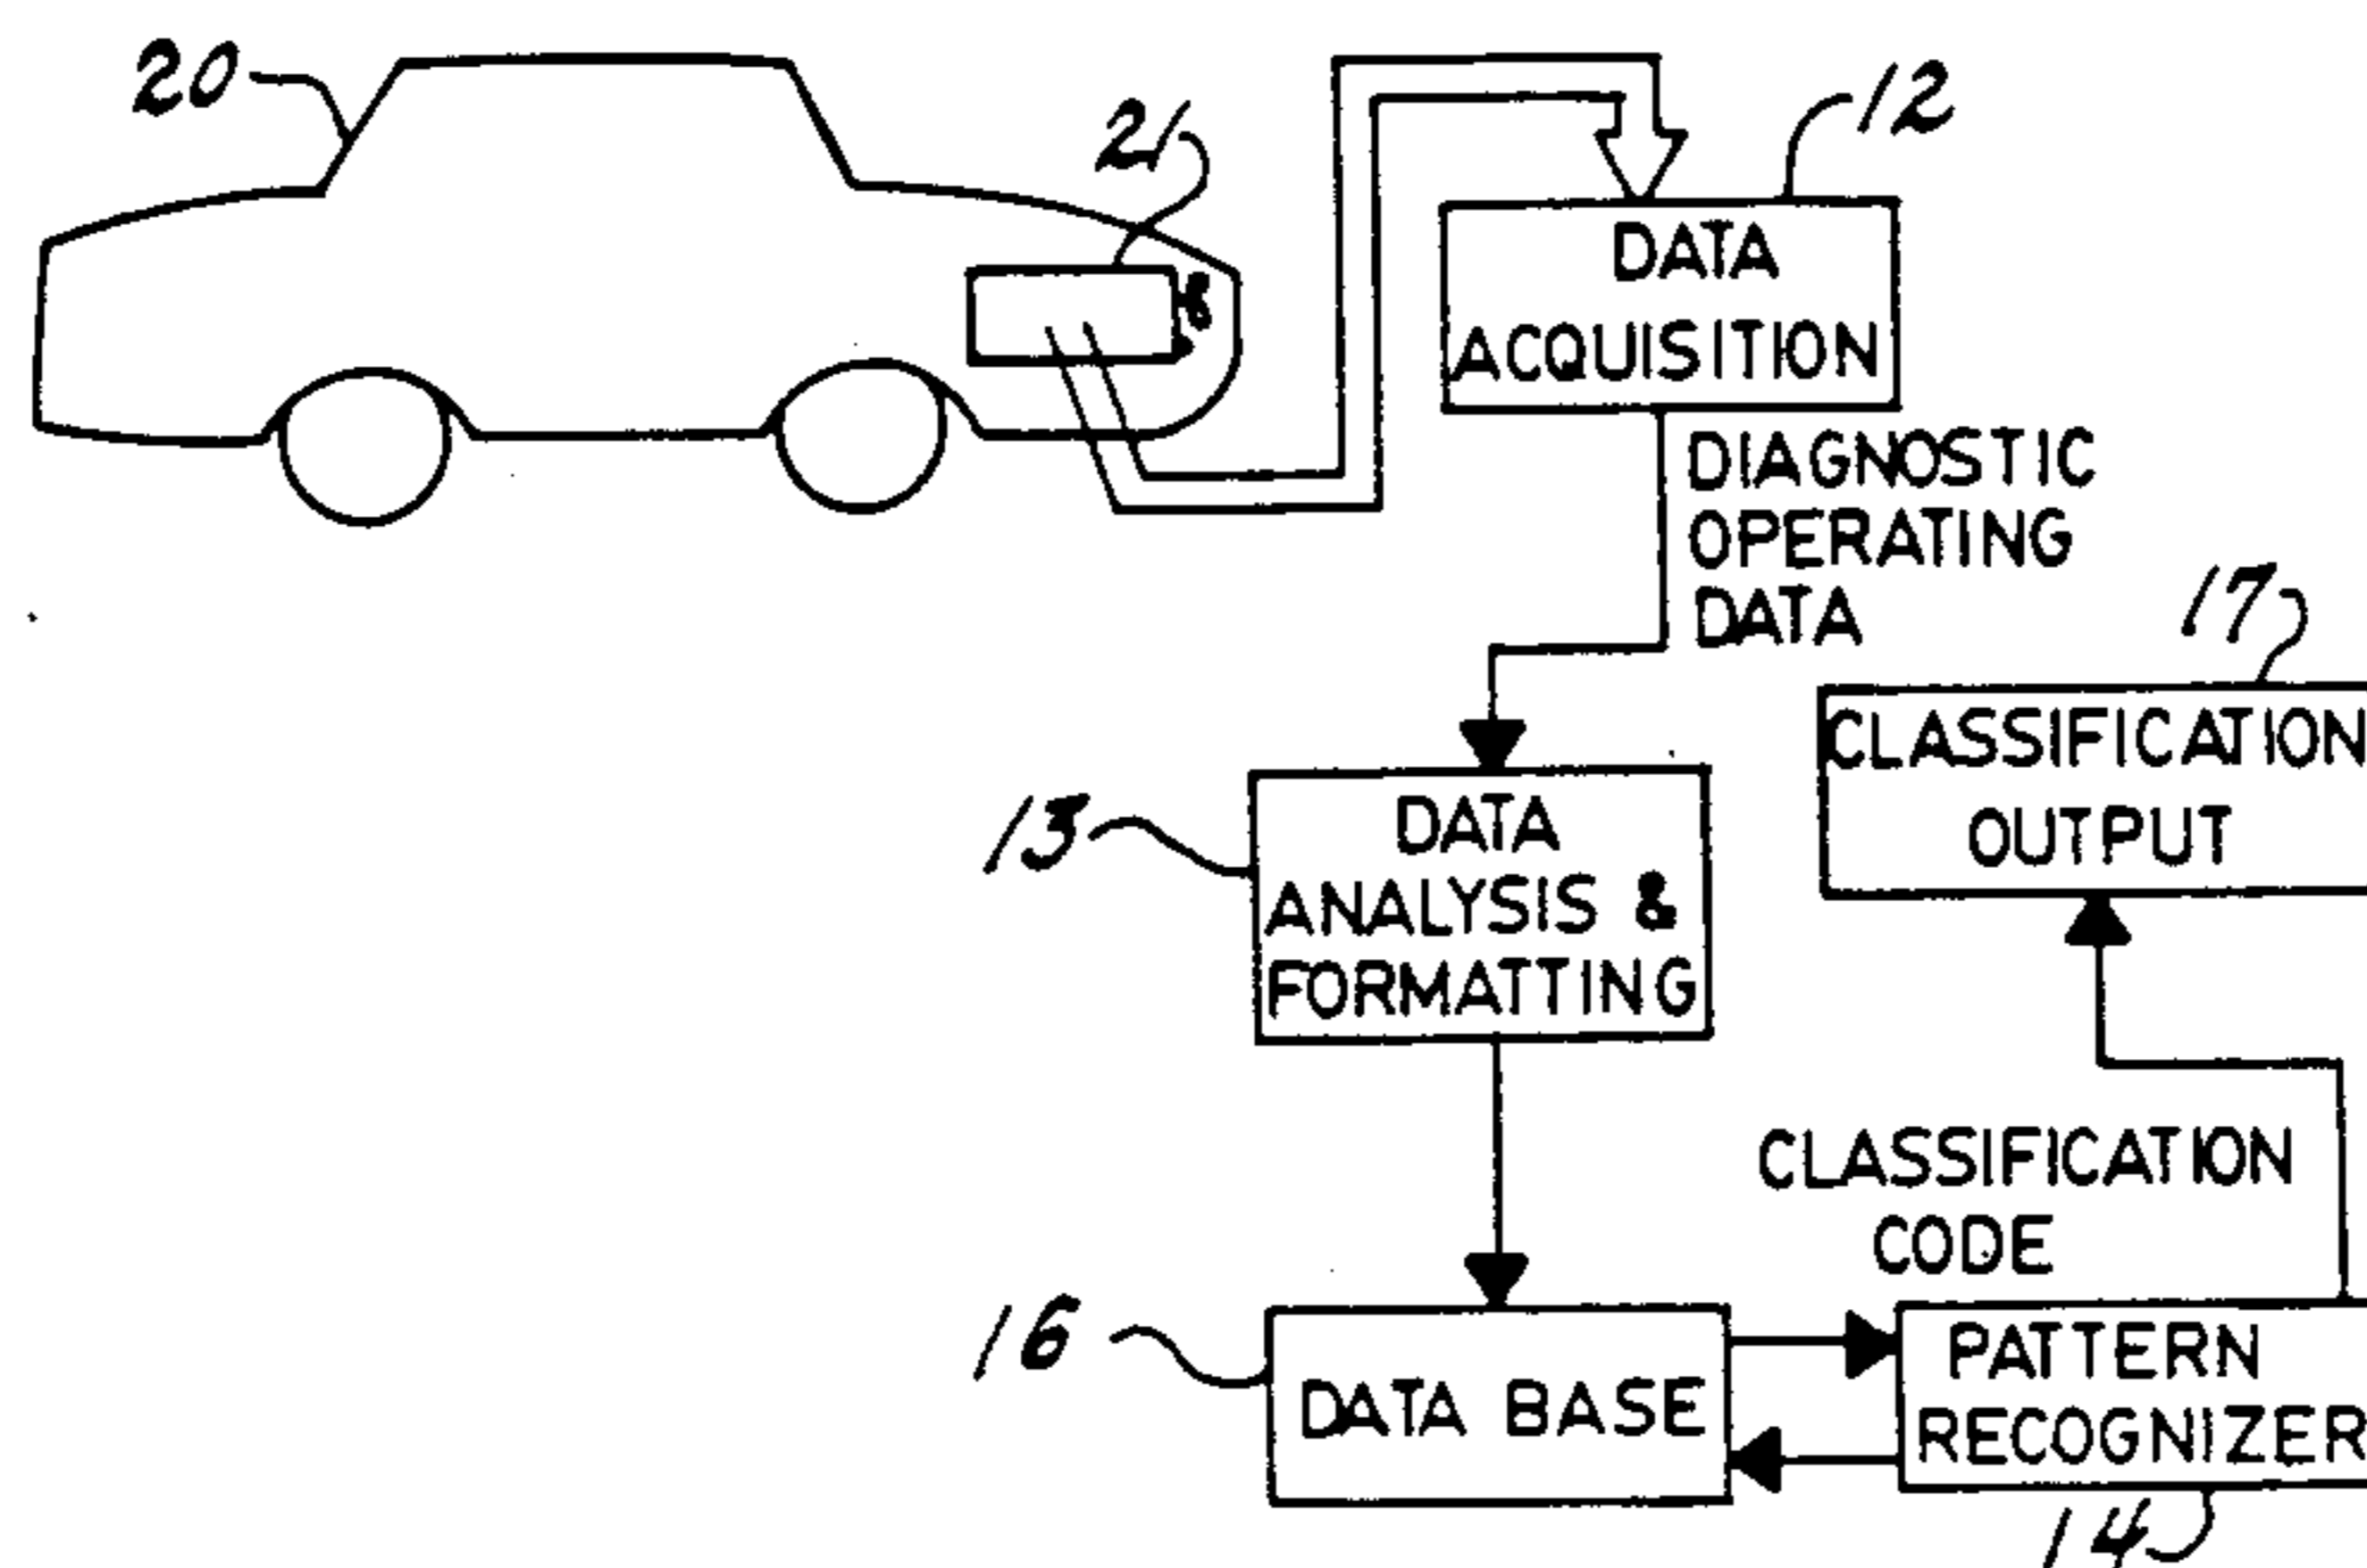 20
21
12
DATA
ACQUISITION
DIAGNOSTIC
OPERATING
DATA
17
CLASSIFICATION
OUTPUT
13
DATA
ANALYSIS &
FORMATTING
CLASSIFICATION
CODE
16
DATA BASE
PATTERN
RECOGNIZER
14